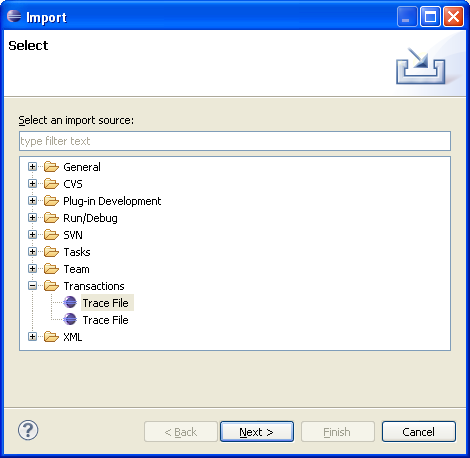 Import
Select
Select an import source:
type filter text
General
CVS
Plug-in Development
Run/Debug
SVN
Tasks
Team
Transactions
Trace File
Trace File
XML
?
< Back
Next >
Finish
Cancel